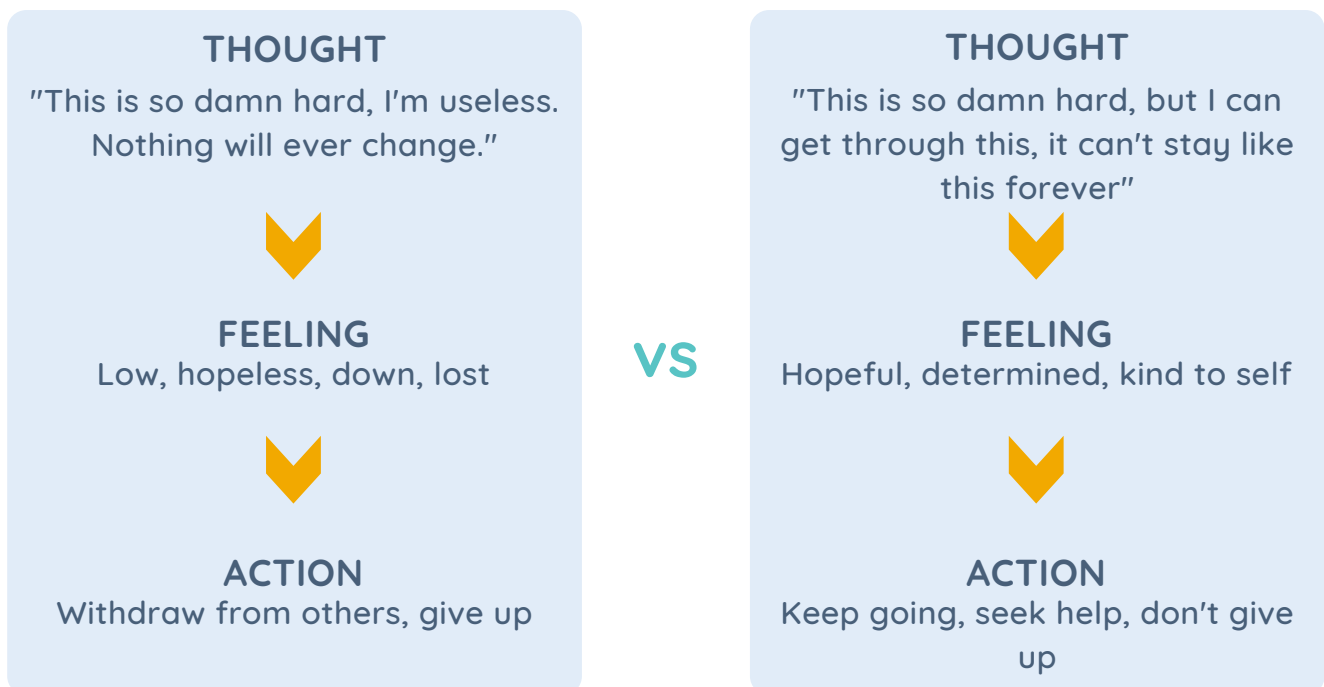 THOUGHT
"This is so damn hard, I'm useless.
Nothing will ever change."
FEELING
Low, hopeless, down, lost
ACTION
Withdraw from others, give up
vs
THOUGHT
"This is so damn hard, but I can
get through this, it can't stay like
this forever"
FEELING
Hopeful, determined, kind to self
ACTION
Keep going, seek help, don't give
up